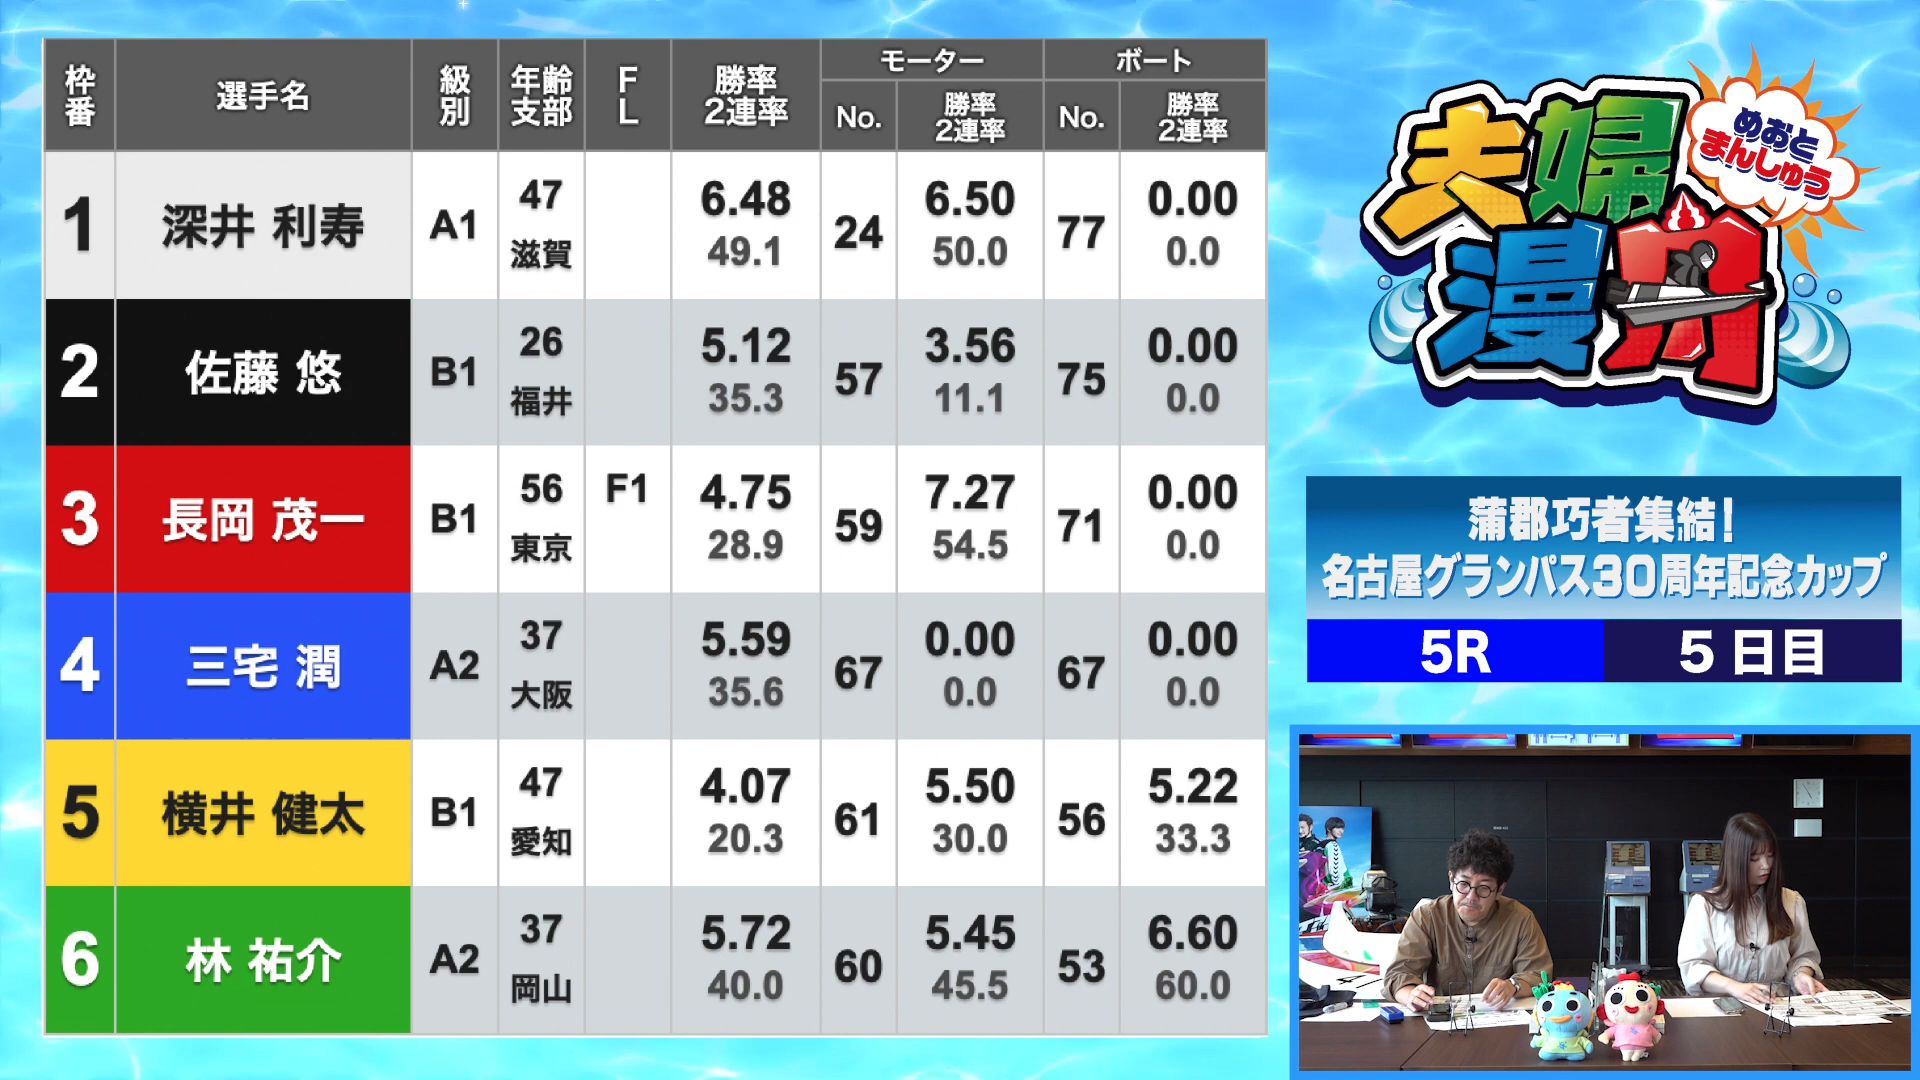 枠番 選手名 級別 年齢支部 FL 勝率2連率 モーター ボート
No. 勝率2連率 No. 勝率2連率
1 深井 利寿 A1 47 滋賀 6.48 49.1 24 6.50 50.0 77 0.00 0.0
2 佐藤 悠 B1 26 福井 5.12 35.3 57 3.56 11.1 75 0.00 0.0
3 長岡 茂一 B1 56 東京 F1 4.75 28.9 59 7.27 54.5 71 0.00 0.0
4 三宅 潤 A2 37 大阪 5.59 35.6 67 0.00 0.0 67 0.00 0.0
5 横井 健太 B1 47 愛知 4.07 20.3 61 5.50 30.0 56 5.22 33.3
6 林 祐介 A2 37 岡山 5.72 40.0 60 5.45 45.5 53 6.60 60.0
めおと
まんしゅう
夫婦
漫舟
蒲郡巧者集結!
名古屋グランパス30周年記念カップ
5R 5日目